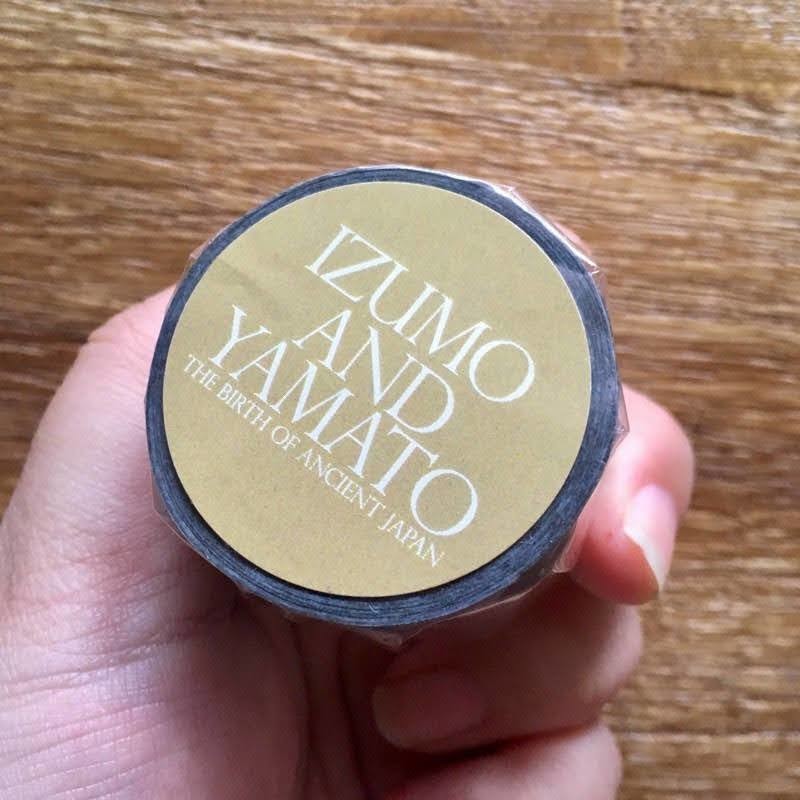 IZUMO
AND
YAMATO
THE BIRTH OF ANCIENT JAPAN